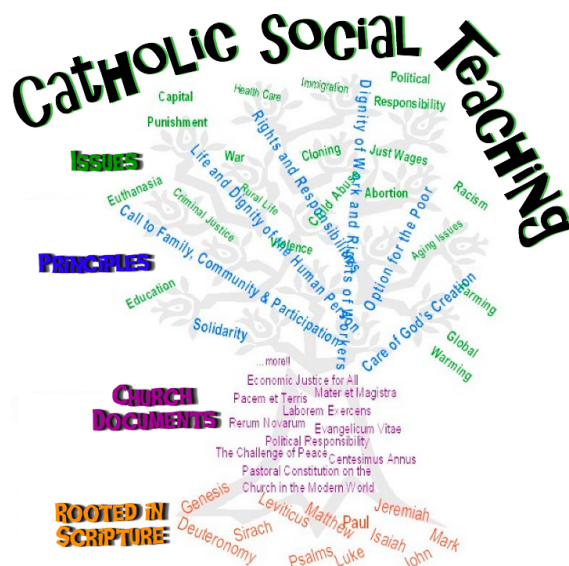 Catholic Social Teaching
Issues
Capital
Punishment
Health Care
Immigration
Political
Responsibility
War
Cloning
Just Wages
Euthanasia
Criminal Justice
Rural Life
Child Abuse
Abortion
Racism
Violence
Aging Issues
Education
Farming
Global
Warming
Principles
Call to Family, Community & Participation
Life and Dignity of the Human Person
Rights and Responsibilities
Dignity of Work and Rights of Workers
Option for the Poor
Care of God's Creation
Solidarity
Church
Documents
...more!!
Economic Justice for All
Pacem et Terris
Mater et Magistra
Laborem Exercens
Rerum Novarum
Evangelicum Vitae
Political Responsibility
The Challenge of Peace
Centesimus Annus
Pastoral Constitution on the
Church in the Modern World
Rooted in
Scripture
Genesis
Leviticus
Matthew
Jeremiah
Deuteronomy
Sirach
Paul
Isaiah
Mark
Psalms
Luke
John